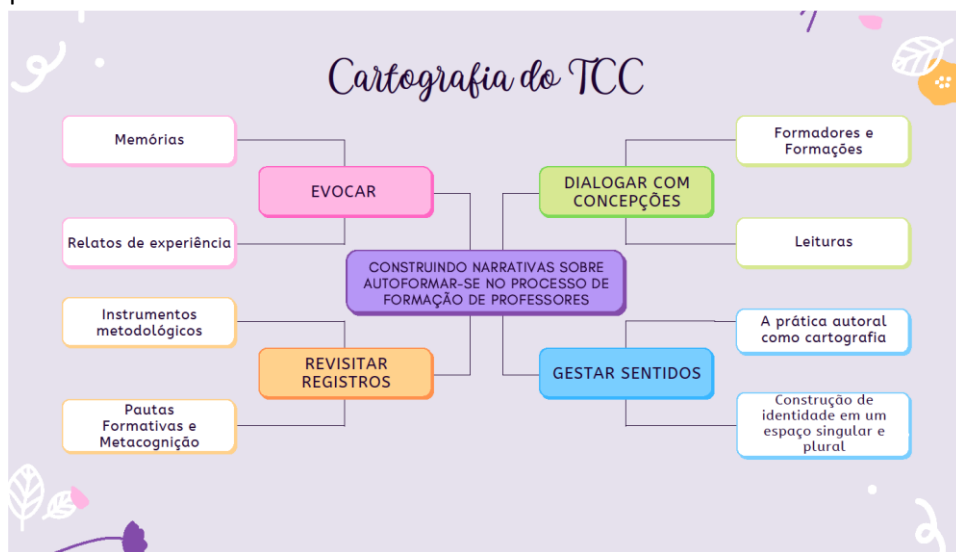 Cartografia do TCC
Memórias
EVOCAR
Relatos de experiência
Formadores e
Formações
DIALOGAR COM
CONCEPÇÕES
Leituras
CONSTRUINDO NARRATIVAS SOBRE
AUTOFORMAR-SE NO PROCESSO DE
FORMAÇÃO DE PROFESSORES
Instrumentos
metodológicos
REVISITAR
REGISTROS
Pautas
Formativas e
Metacognição
A prática autoral
como cartografia
GESTAR SENTIDOS
Construção de
identidade em um
espaço singular e
plural